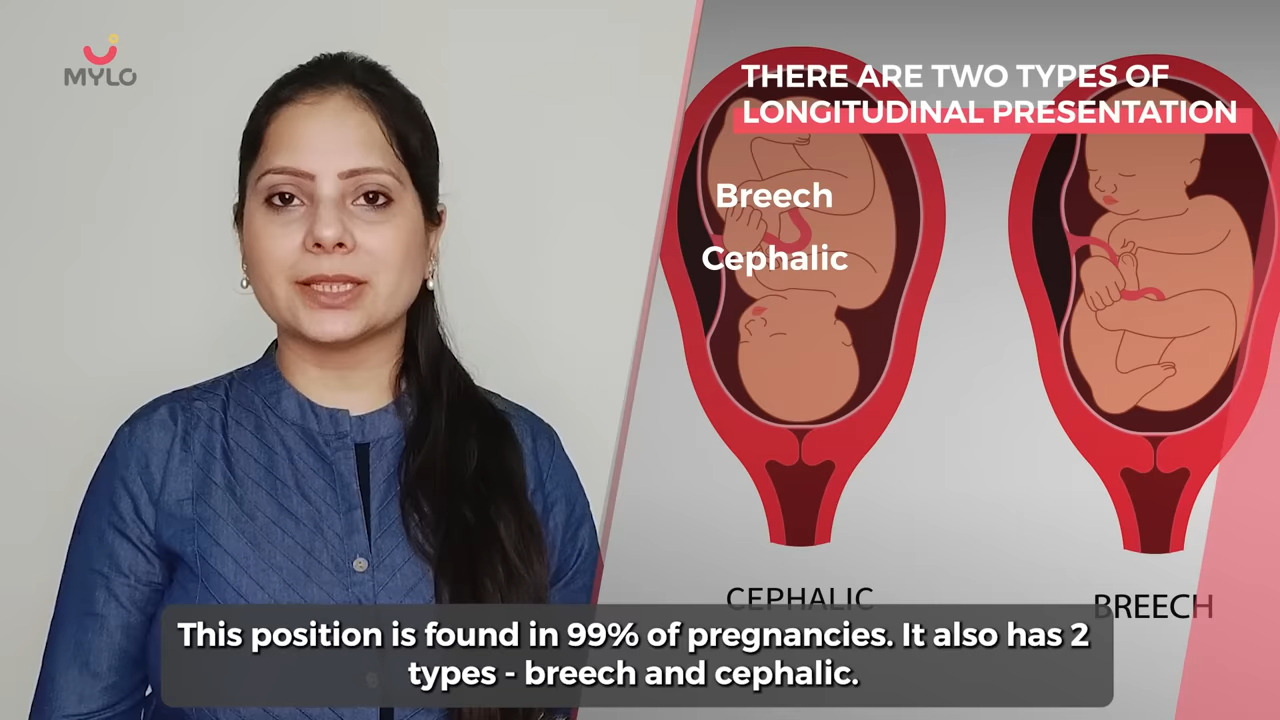 MYLO
THERE ARE TWO TYPES OF
LONGITUDINAL PRESENTATION
Breech
Cephalic
CEPHALIC
BREECH
This position is found in 99% of pregnancies. It also has 2
types - breech and cephalic.